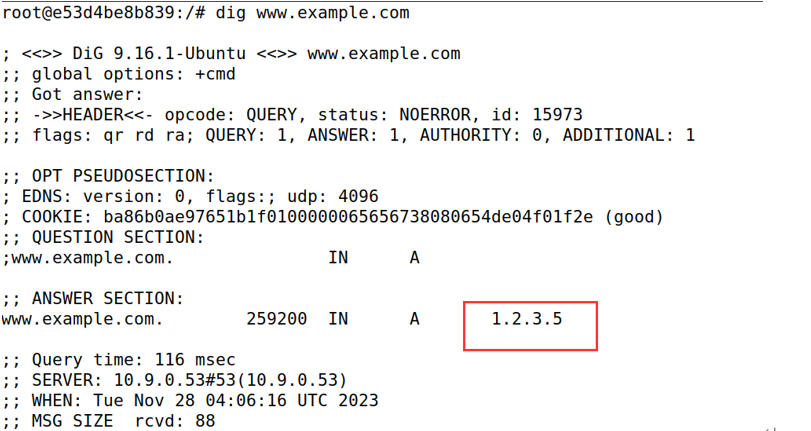 root@e53d4be8b839:/# dig www.example.com
; <<>> DiG 9.16.1-Ubuntu <<>> www.example.com
;; global options: +cmd
;; Got answer:
;; ->>HEADER<<- opcode: QUERY, status: NOERROR, id: 15973
;; flags: qr rd ra; QUERY: 1, ANSWER: 1, AUTHORITY: 0, ADDITIONAL: 1
;; OPT PSEUDOSECTION:
; EDNS: version: 0, flags:; udp: 4096
; COOKIE: ba86b0ae97651b1f0100000065656738080654de04f01f2e (good)
;; QUESTION SECTION:
;www.example.com. IN A
;; ANSWER SECTION:
www.example.com. 259200 IN A 1.2.3.5
;; Query time: 116 msec
;; SERVER: 10.9.0.53#53(10.9.0.53)
;; WHEN: Tue Nov 28 04:06:16 UTC 2023
;; MSG SIZE rcvd: 88